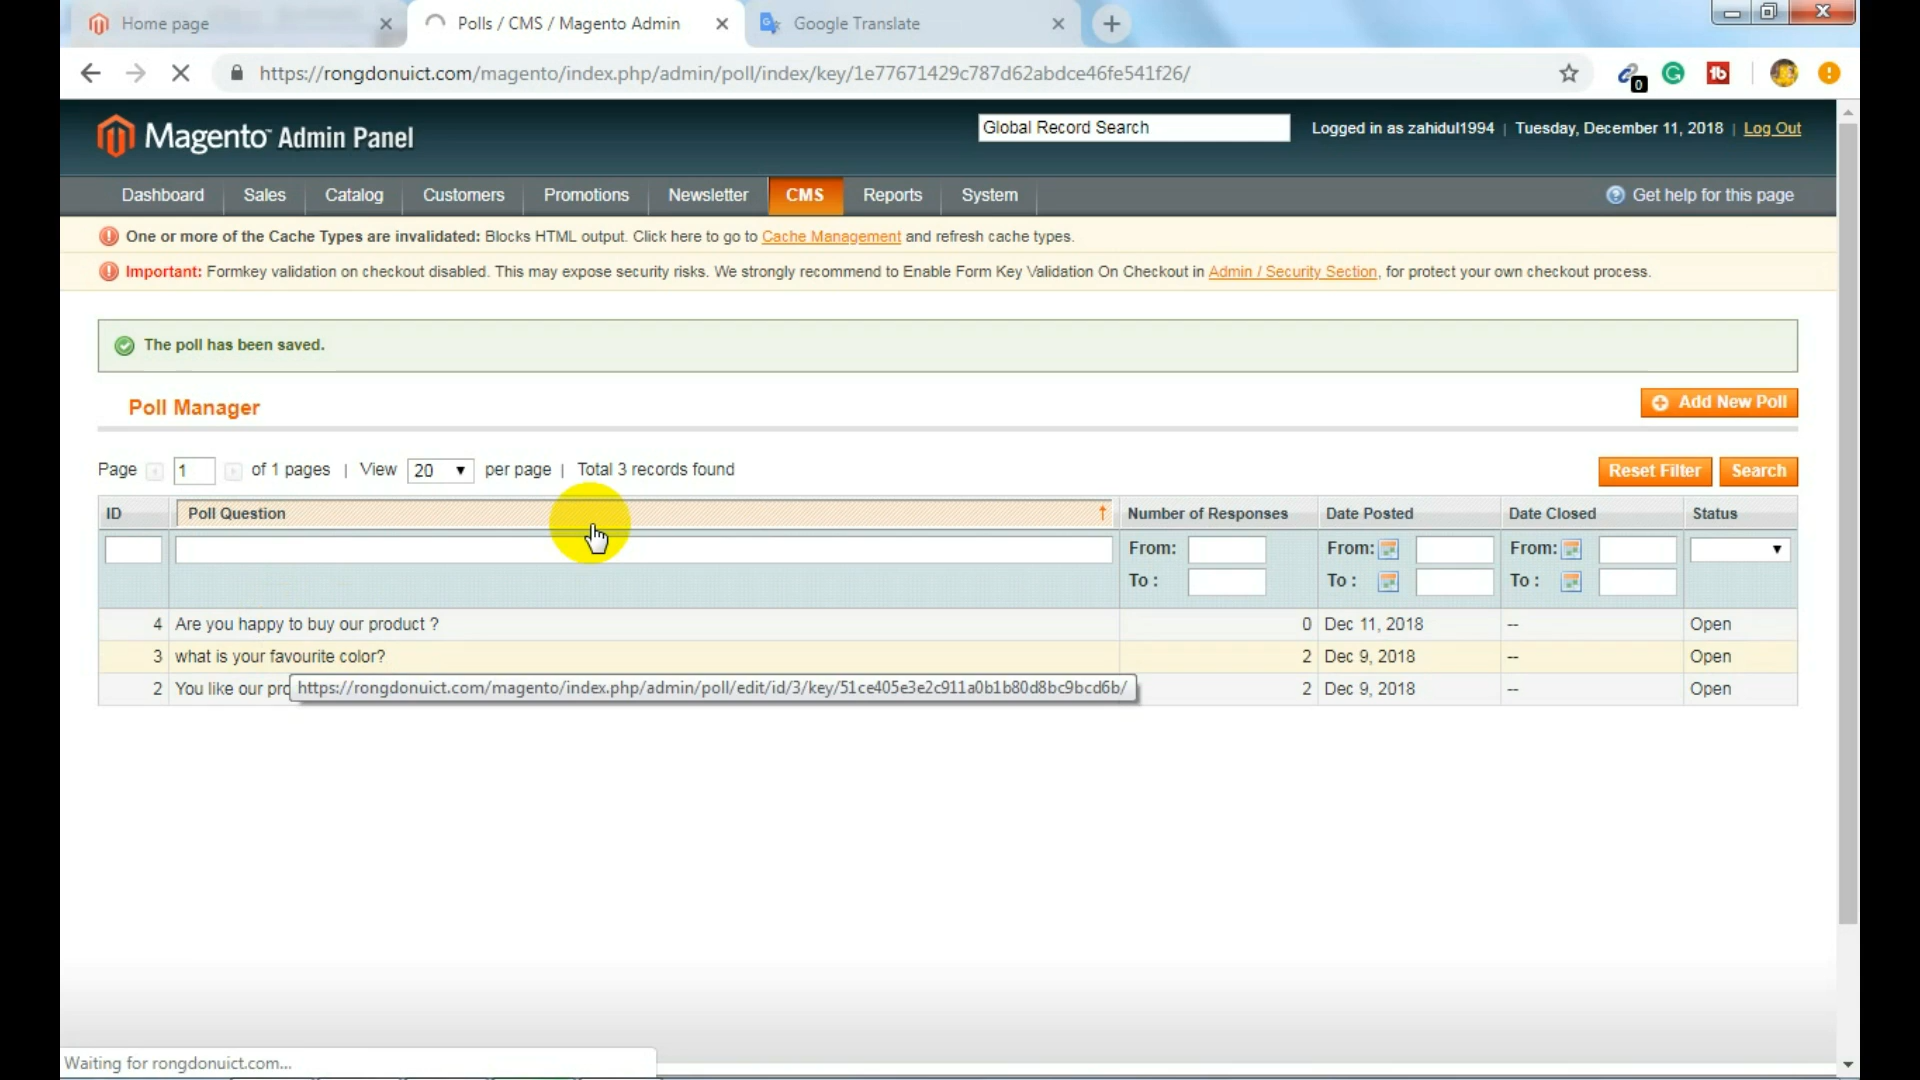 Home page
Polls / CMS / Magento Admin
Google Translate
https://rongdonuict.com/magento/index.php/admin/poll/index/key/1e77671429c787d62abdce46fe541f26/
0
Magento Admin Panel
Global Record Search
Logged in as zahidul1994 | Tuesday, December 11, 2018 | Log Out
Dashboard Sales Catalog Customers Promotions Newsletter CMS Reports System
Get help for this page
One or more of the Cache Types are invalidated: Blocks HTML output. Click here to go to Cache Management and refresh cache types.
Important: Formkey validation on checkout disabled. This may expose security risks. We strongly recommend to Enable Form Key Validation On Checkout in Admin / Security Section, for protect your own checkout process.
The poll has been saved.
Poll Manager
Add New Poll
Page 1 of 1 pages | View 20 per page | Total 3 records found
Reset Filter Search
ID Poll Question Number of Responses Date Posted Date Closed Status
From: From: From:
To : To : To :
4 Are you happy to buy our product ? 0 Dec 11, 2018 -- Open
3 what is your favourite color? 2 Dec 9, 2018 -- Open
2 You like our pro 2 Dec 9, 2018 -- Open
https://rongdonuict.com/magento/index.php/admin/poll/edit/id/3/key/51ce405e3e2c911a0b1b80d8bc9bcd6b/
Waiting for rongdonuict.com...